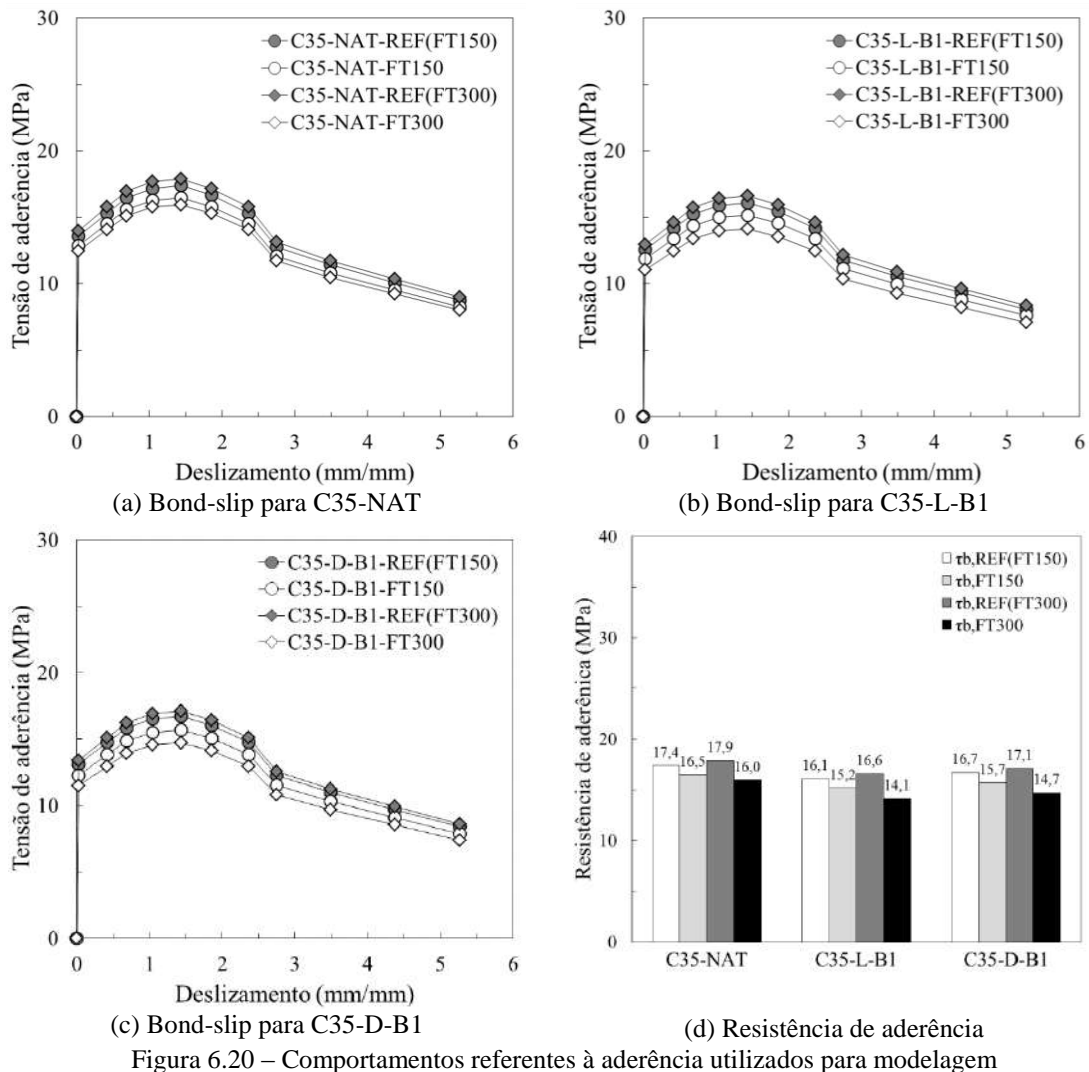 30
20
10
0
Tensão de aderência (MPa)
C35-NAT-REF(FT150)
C35-NAT-FT150
C35-NAT-REF(FT300)
C35-NAT-FT300
0 1 2 3 4 5 6
Deslizamento (mm/mm)
(a) Bond-slip para C35-NAT
30
20
10
0
Tensão de aderência (MPa)
C35-L-B1-REF(FT150)
C35-L-B1-FT150
C35-L-B1-REF(FT300)
C35-L-B1-FT300
0 1 2 3 4 5 6
Deslizamento (mm/mm)
(b) Bond-slip para C35-L-B1
30
20
10
0
Tensão de aderência (MPa)
C35-D-B1-REF(FT150)
C35-D-B1-FT150
C35-D-B1-REF(FT300)
C35-D-B1-FT300
0 1 2 3 4 5 6
Deslizamento (mm/mm)
(c) Bond-slip para C35-D-B1
40
30
20
10
0
Resistência de aderênica (MPa)
τb,REF(FT150)
τb,FT150
τb,REF(FT300)
τb,FT300
17,4 16,5 17,9 16,0
16,1 15,2 16,6 14,1
16,7 15,7 17,1 14,7
C35-NAT C35-L-B1 C35-D-B1
(d) Resistência de aderência
Figura 6.20 – Comportamentos referentes à aderência utilizados para modelagem